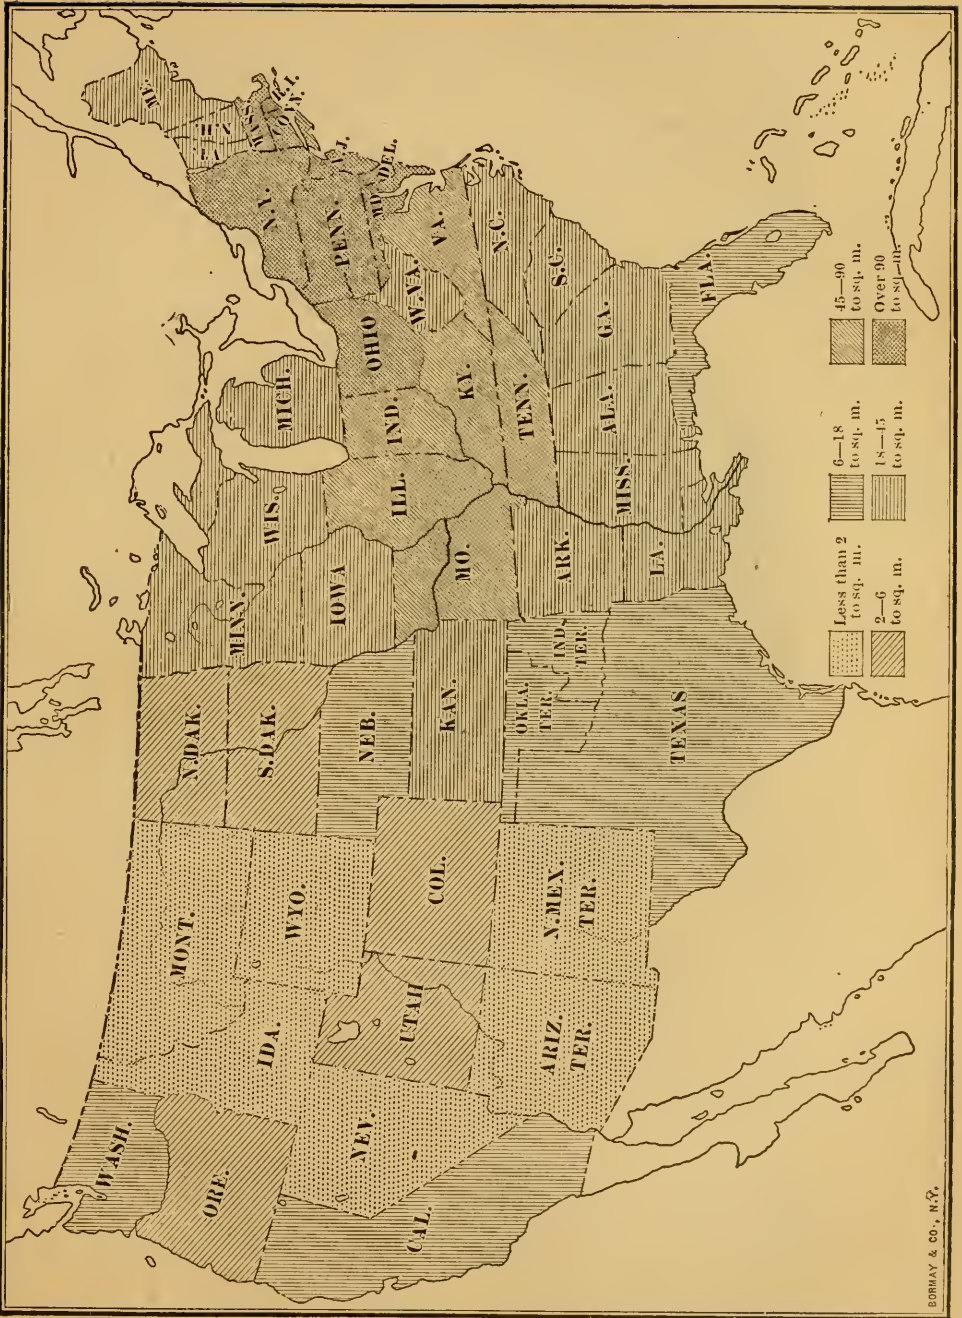 WASH.
ORE.
CAL.
NEV.
IDA.
MONT.
WYO.
UTAH
COL.
ARIZ.
TER.
N.MEX.
TER.
N.DAK.
S.DAK.
NEB.
KAN.
OKLA.
TER.
IND.
TER.
TEXAS
MINN.
IOWA
MO.
ARK.
LA.
WIS.
ILL.
MICH.
IND.
OHIO
KY.
TENN.
MISS.
ALA.
GA.
FLA.
S.C.
N.C.
VA.
W.VA.
MD.
DEL.
PENN.
N.J.
N.Y.
CONN.
R.I.
MASS.
VT.
N.H.
ME.
Less than 2
to sq. m.
2—6
to sq. m.
6—18
to sq. m.
18—45
to sq. m.
45—90
to sq. m.
Over 90
to sq. m.
BORMAY & CO., N.Y.